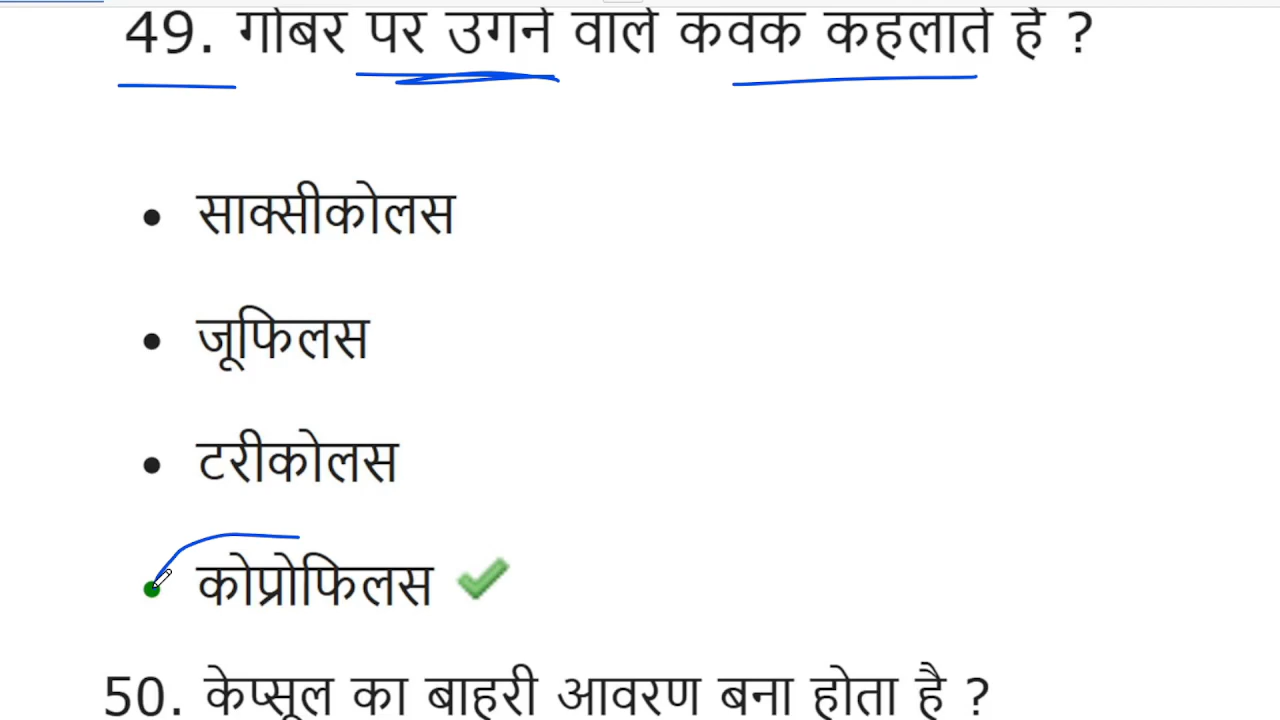 49. गोबर पर उगने वाले कवक कहलाते हैं ?
• साक्सीकोलस
• जूफिलस
• टरीकोलस
• कोप्रोफिलस
50. केप्सूल का बाहरी आवरण बना होता है ?